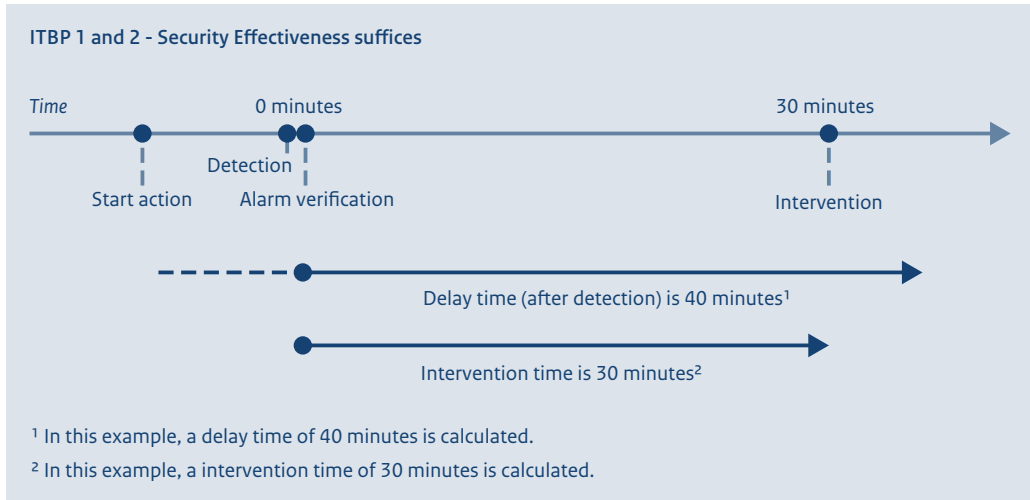 ITBP 1 and 2 - Security Effectiveness suffices
Time
0 minutes
30 minutes
Detection
Start action
Alarm verification
Intervention
Delay time (after detection) is 40 minutes¹
Intervention time is 30 minutes²
¹ In this example, a delay time of 40 minutes is calculated.
² In this example, a intervention time of 30 minutes is calculated.